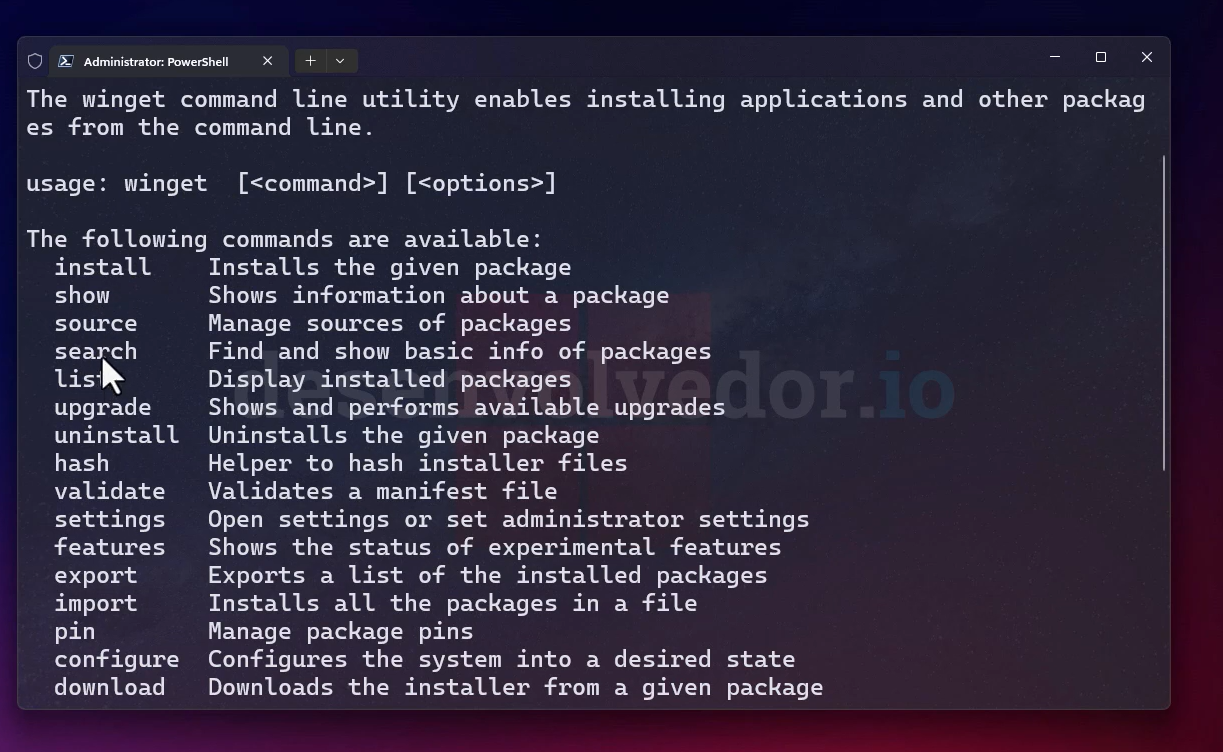 Administrator: PowerShell
The winget command line utility enables installing applications and other packag
es from the command line.
usage: winget  [<command>] [<options>]
The following commands are available:
install    Installs the given package
show       Shows information about a package
source     Manage sources of packages
search     Find and show basic info of packages
list       Display installed packages
upgrade    Shows and performs available upgrades
uninstall  Uninstalls the given package
hash       Helper to hash installer files
validate   Validates a manifest file
settings   Open settings or set administrator settings
features   Shows the status of experimental features
export     Exports a list of the installed packages
import     Installs all the packages in a file
pin        Manage package pins
configure  Configures the system into a desired state
download   Downloads the installer from a given package
desenvolvedor.io